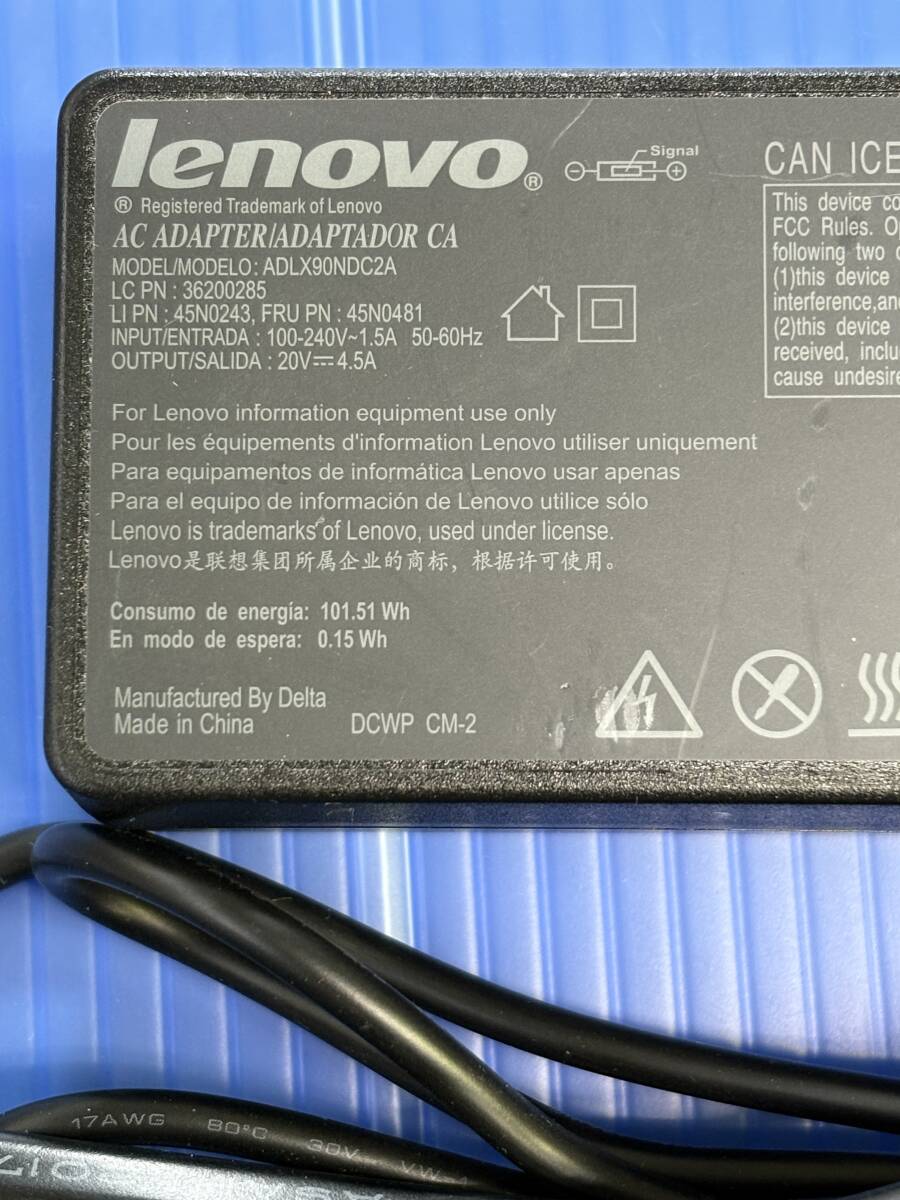 lenovo®
Signal
® Registered Trademark of Lenovo
AC ADAPTER/ADAPTADOR CA
MODEL/MODELO: ADLX90NDC2A
LC PN : 36200285
LI PN : 45N0243, FRU PN : 45N0481
INPUT/ENTRADA : 100-240V~1.5A 50-60Hz
OUTPUT/SALIDA : 20V⎓4.5A
For Lenovo information equipment use only
Pour les équipements d'information Lenovo utiliser uniquement
Para equipamentos de informática Lenovo usar apenas
Para el equipo de información de Lenovo utilice sólo
Lenovo is trademarks of Lenovo, used under license.
Lenovo是联想集团所属企业的商标，根据许可使用。
Consumo de energía: 101.51 Wh
En modo de espera: 0.15 Wh
Manufactured By Delta
Made in China DCWP CM-2
CAN ICE
This device
FCC Rules.
following two
(1)this device
interference,
(2)this device
received,
cause
17AWG 80°C 30V VW